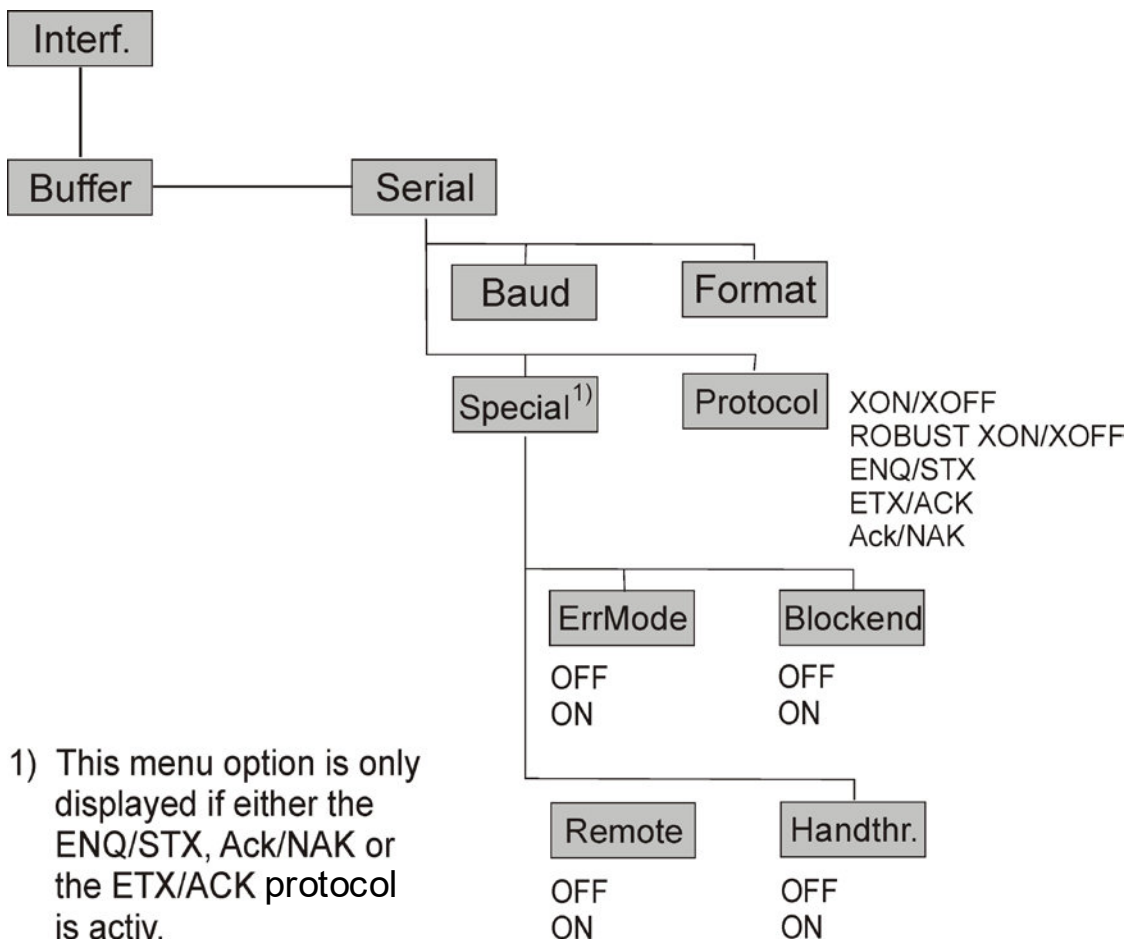 Interf.
Buffer
Serial
Baud
Format
Special 1)
Protocol
XON/XOFF
ROBUST XON/XOFF
ENQ/STX
ETX/ACK
Ack/NAK
ErrMode
Blockend
OFF
ON
OFF
ON
Remote
Handthr.
OFF
ON
OFF
ON
1) This menu option is only
displayed if either the
ENQ/STX, Ack/NAK or
the ETX/ACK protocol
is activ.